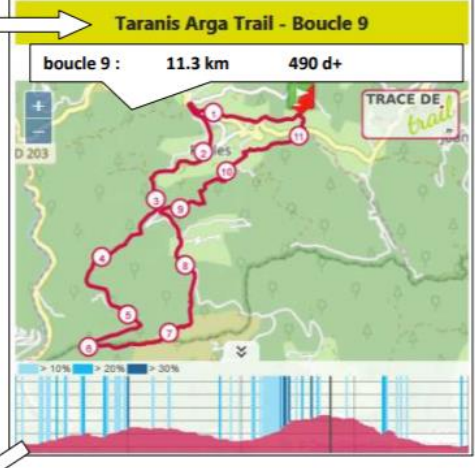 Taranis Arga Trail - Boucle 9
boucle 9 : 11.3 km 490 d+
+
TRACE DE
trail
1
11
−
D 203
2
10
3
9
4
8
5
7
6
> 10% > 20% > 30%